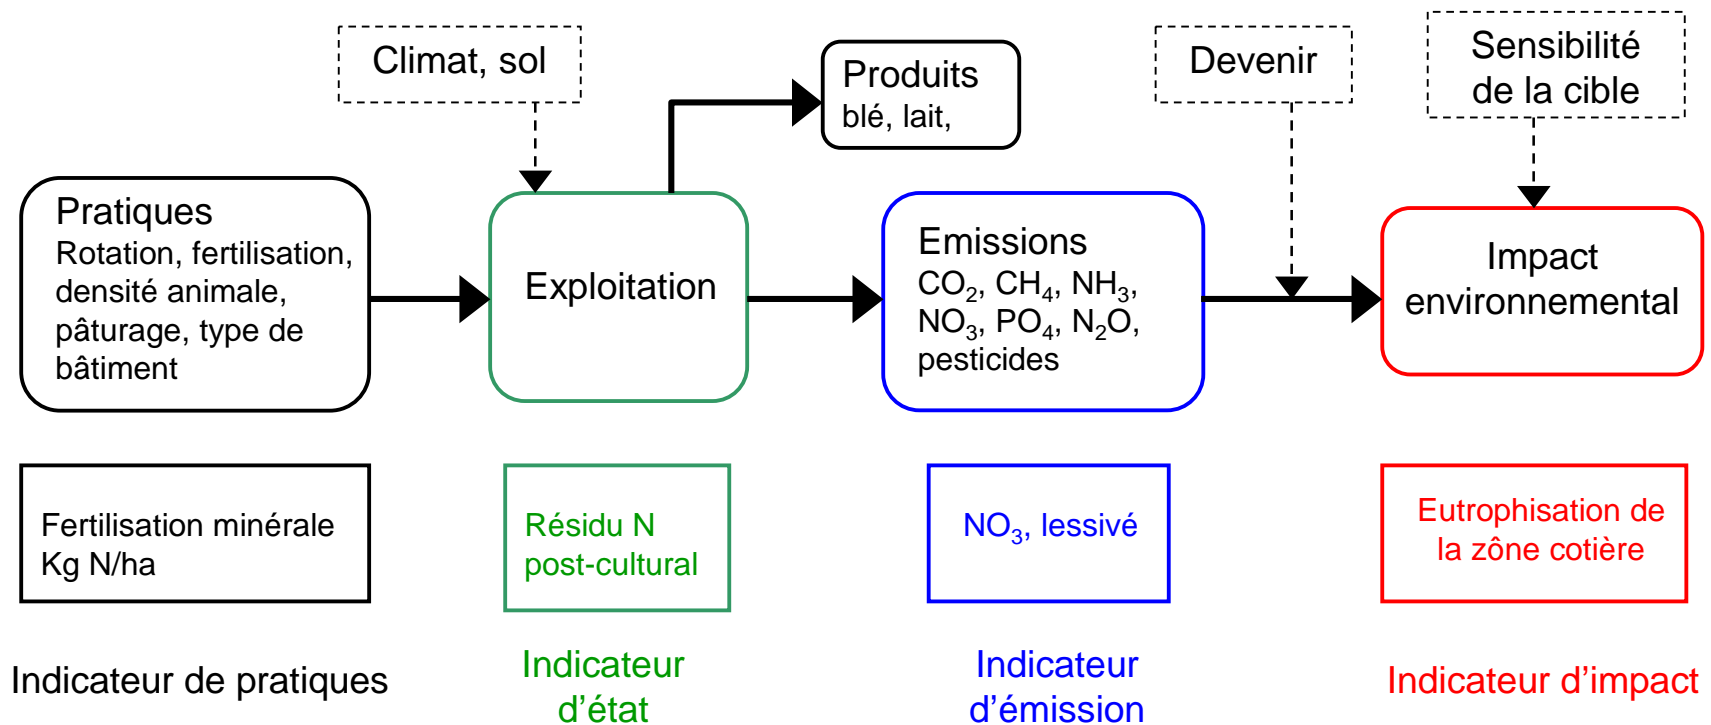 Climat, sol
Produits
blé, lait,
Devenir
Sensibilité
de la cible
Pratiques
Rotation, fertilisation,
densité animale,
pâturage, type de
bâtiment
Exploitation
Emissions
CO₂, CH₄, NH₃,
NO₃, PO₄, N₂O,
pesticides
Impact
environnemental
Fertilisation minérale
Kg N/ha
Résidu N
post-cultural
NO₃, lessivé
Eutrophisation de
la zône cotière
Indicateur de pratiques
Indicateur
d’état
Indicateur
d’émission
Indicateur d’impact